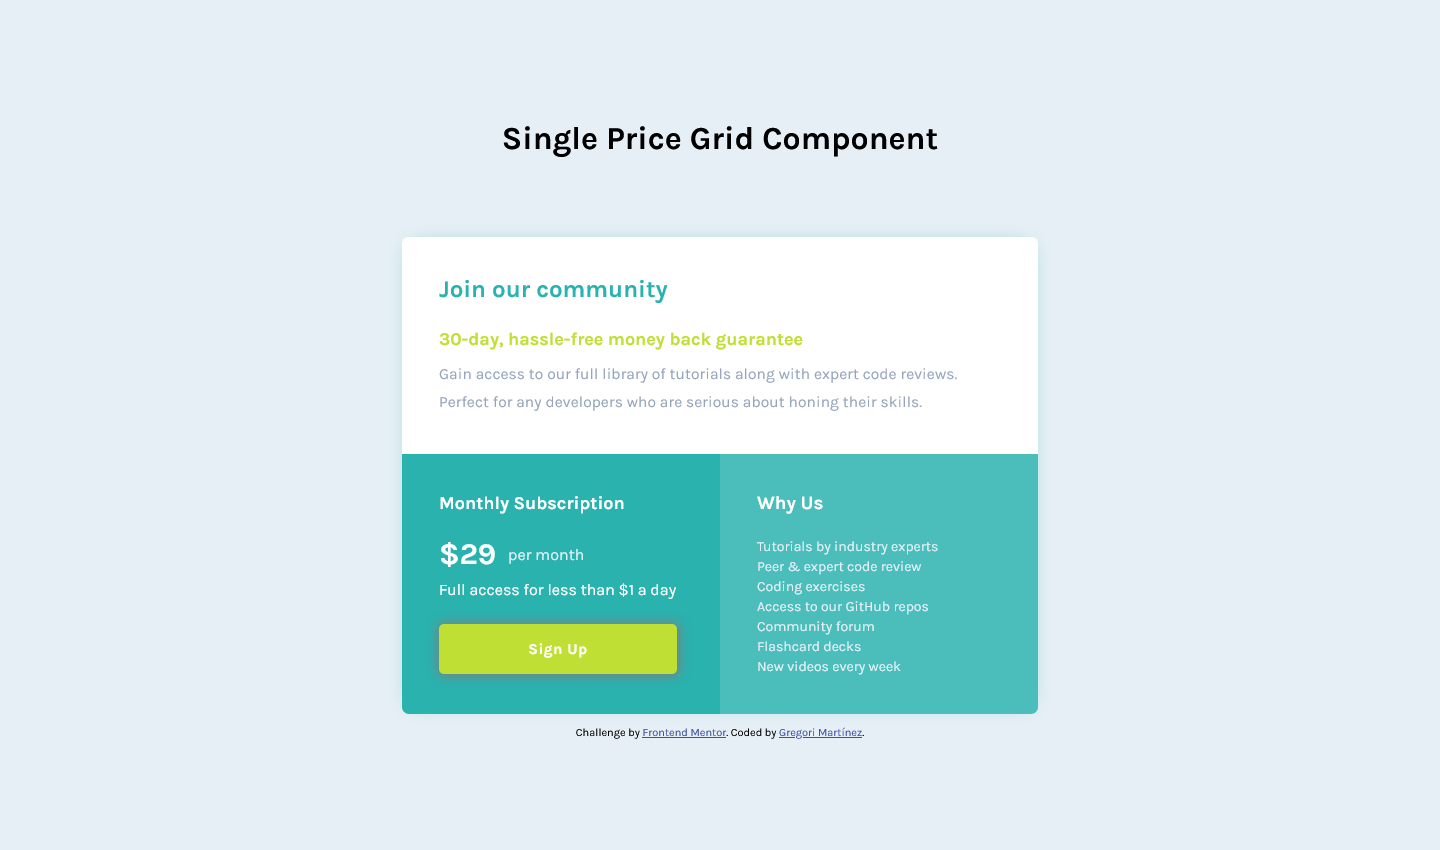 Single Price Grid Component
Join our community
30-day, hassle-free money back guarantee
Gain access to our full library of tutorials along with expert code reviews.
Perfect for any developers who are serious about honing their skills.
Monthly Subscription
$29 per month
Full access for less than $1 a day
Sign Up
Why Us
Tutorials by industry experts
Peer & expert code review
Coding exercises
Access to our GitHub repos
Community forum
Flashcard decks
New videos every week
Challenge by Frontend Mentor. Coded by Gregori Martínez.